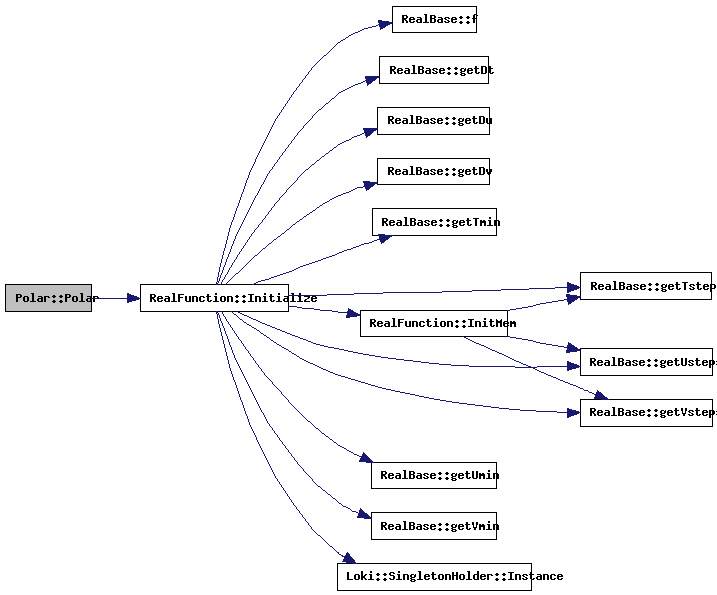 RealBase::f
RealBase::getDt
RealBase::getDu
RealBase::getDv
RealBase::getTmin
Polar::Polar
RealFunction::Initialize
RealBase::getTstep
RealFunction::InitMem
RealBase::getUstep
RealBase::getVstep
RealBase::getUmin
RealBase::getVmin
Loki::SingletonHolder::Instance